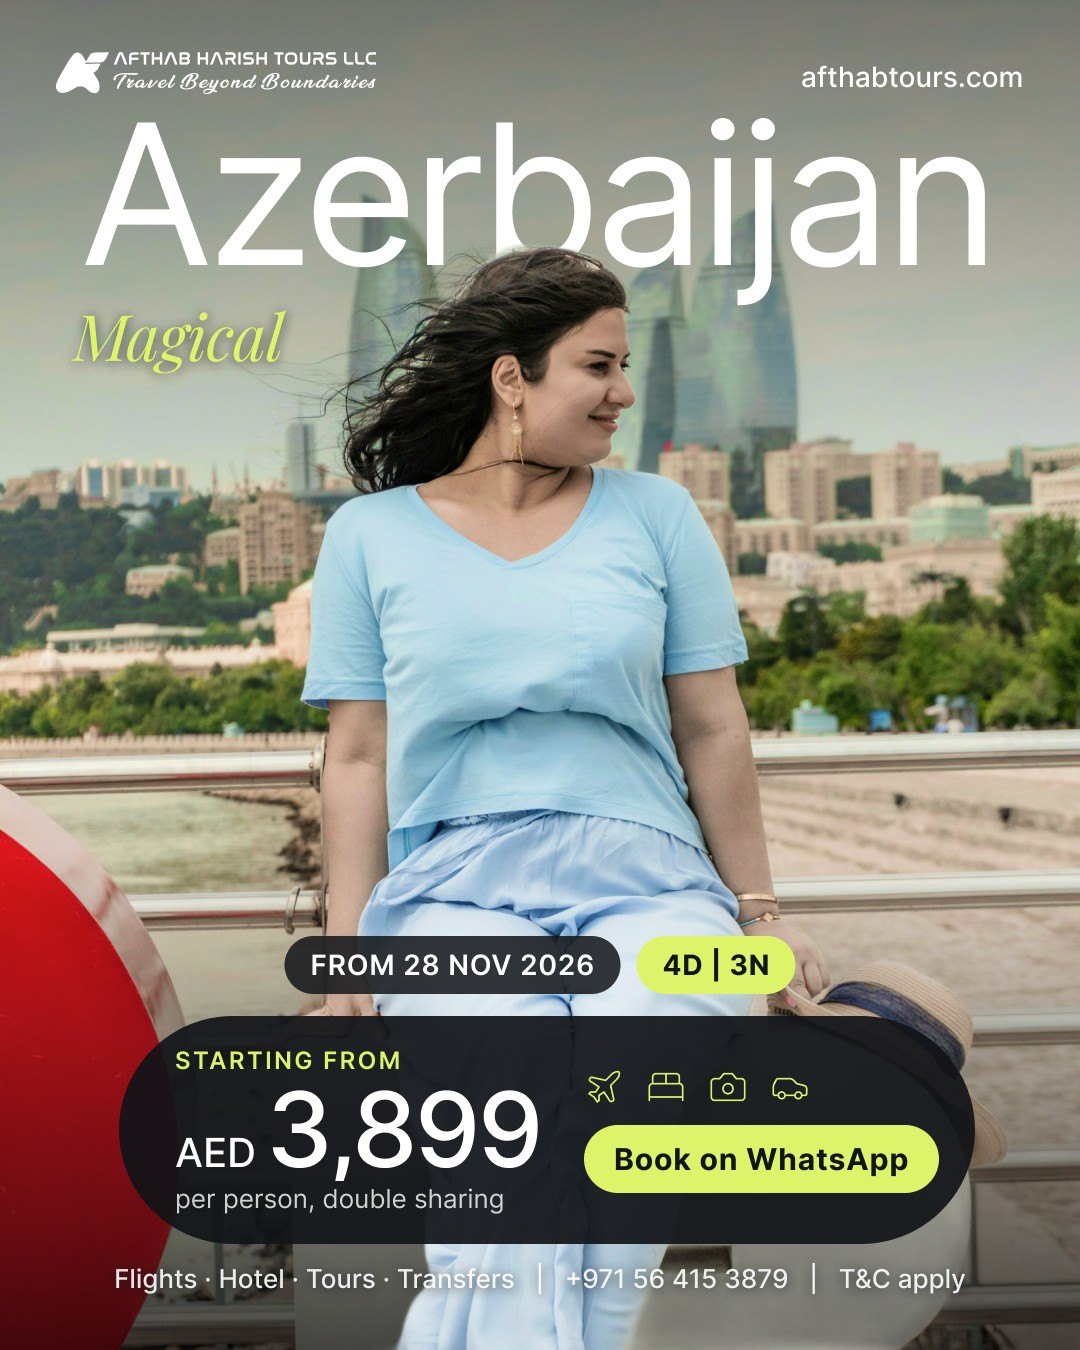 AFTHAB HARISH TOURS LLC
Travel Beyond Boundaries
afthabtours.com
Azerbaijan
Magical
FROM 28 NOV 2026
4D | 3N
STARTING FROM
AED 3,899
per person, double sharing
Book on WhatsApp
Flights · Hotel · Tours · Transfers | +971 56 415 3879 | T&C apply